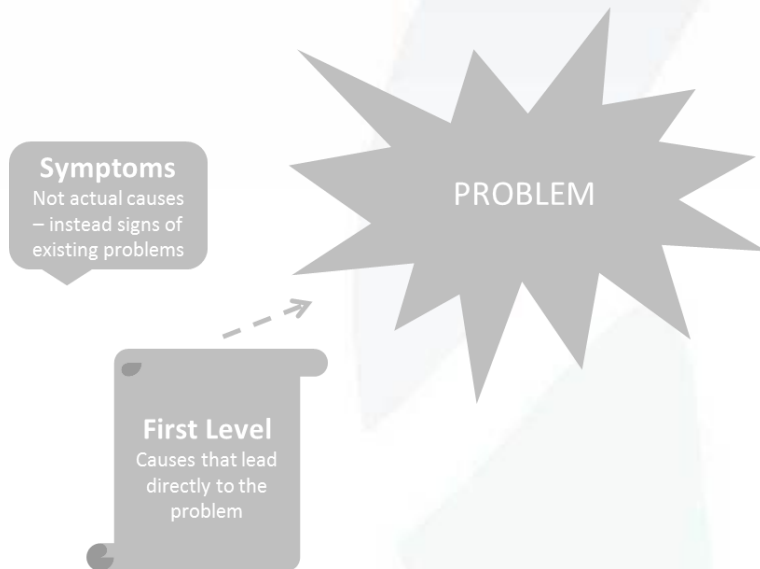 PROBLEM
Symptoms
Not actual causes
– instead signs of
existing problems
First Level
Causes that lead
directly to the
problem